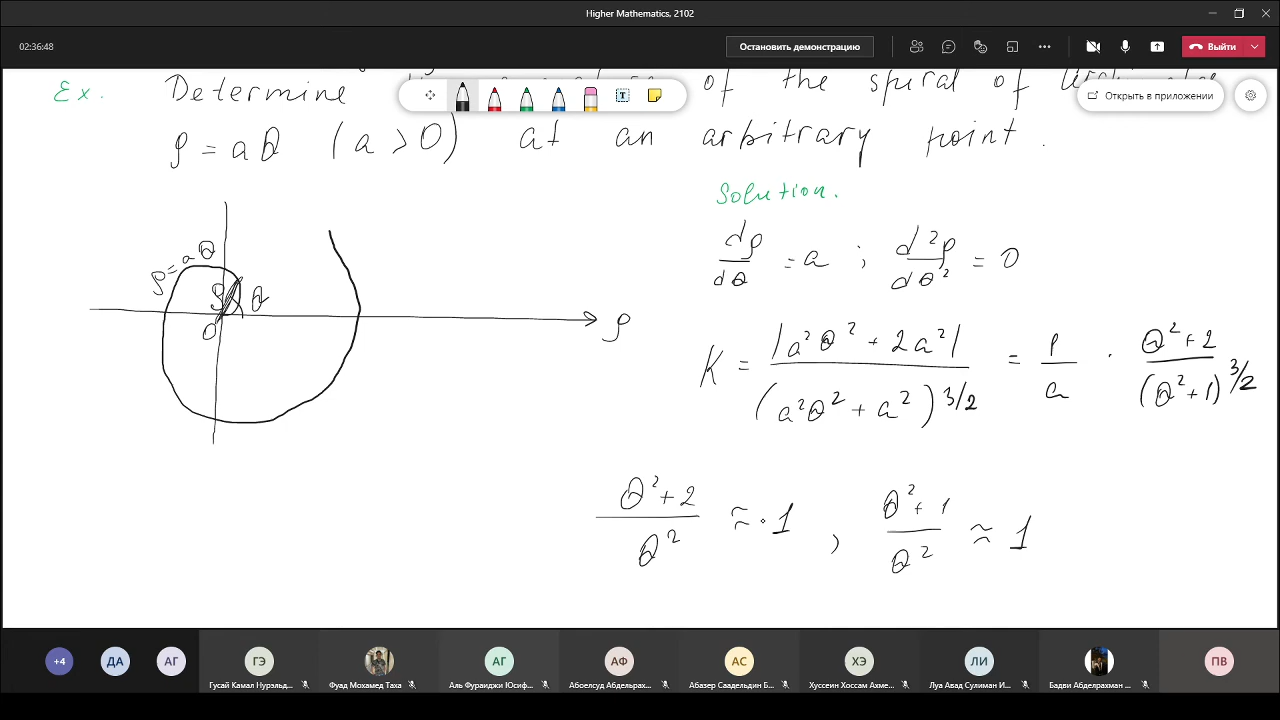 Higher Mathematics, 2102
02:36:48
Остановить демонстрацию
Выйти
Ex. Determine of the spiral of
Открыть в приложении
ρ = aθ (a > 0) at an arbitrary point.
Solution.
dρ/dθ = a ; d²ρ/dθ² = 0
ρ = aθ
ρ θ
0 ρ
K = |a²θ² + 2a²| / (a²θ² + a²)^3/2 = 1/a · (θ² + 2) / (θ² + 1)^3/2
(θ² + 2)/θ² ≈ · 1 , (θ² + 1)/θ² ≈ 1
+4 ДА АГ ГЭ АГ АФ АС ХЭ ЛИ ПВ
Гусай Камал Нурэльд... Фуад Мохамед Таха Аль Фураиджи Юсиф... Абоелсуд Абдельрах... Абазер Саадельдин Б... Хуссеин Хоссам Ахме... Луа Авад Сулиман И... Бадви Абделрахман ...